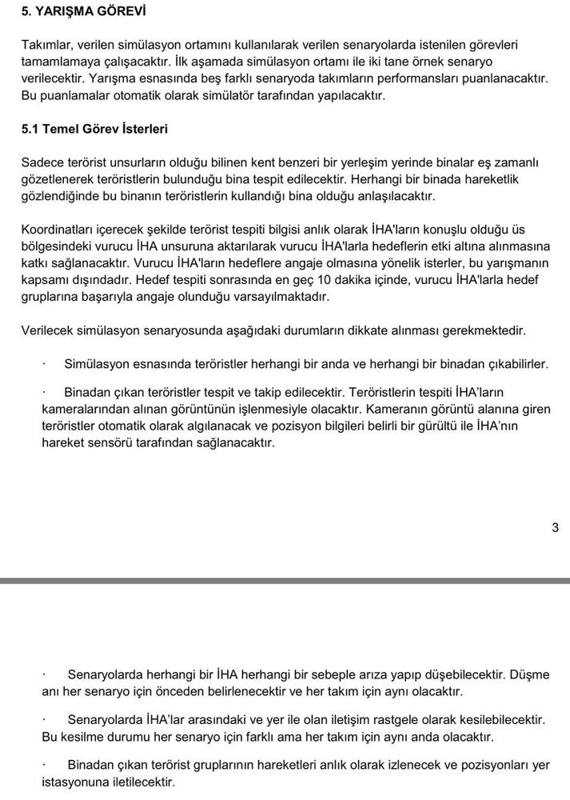 5. YARIŞMA GÖREVİ
Takımlar, verilen simülasyon ortamını kullanılarak verilen senaryolarda istenilen görevleri
tamamlamaya çalışacaktır. İlk aşamada simülasyon ortamı ile iki tane örnek senaryo
verilecektir. Yarışma esnasında beş farklı senaryoda takımların performansları puanlanacaktır.
Bu puanlamalar otomatik olarak simülatör tarafından yapılacaktır.
5.1 Temel Görev İsterleri
Sadece terörist unsurların olduğu bilinen kent benzeri bir yerleşim yerinde binalar eş zamanlı
gözetlenerek teröristlerin bulunduğu bina tespit edilecektir. Herhangi bir binada hareketlik
gözlendiğinde bu binanın teröristlerin kullandığı bina olduğu anlaşılacaktır.
Koordinatları içerecek şekilde terörist tespiti bilgisi anlık olarak İHA'ların konuşlu olduğu üs
bölgesindeki vurucu İHA unsuruna aktarılarak vurucu İHA'larla hedeflerin etki altına alınmasına
katkı sağlanacaktır. Vurucu İHA'ların hedeflere angaje olmasına yönelik isterler, bu yarışmanın
kapsamı dışındadır. Hedef tespiti sonrasında en geç 10 dakika içinde, vurucu İHA'larla hedef
gruplarına başarıyla angaje olunduğu varsayılmaktadır.
Verilecek simülasyon senaryosunda aşağıdaki durumların dikkate alınması gerekmektedir.
· Simülasyon esnasında teröristler herhangi bir anda ve herhangi bir binadan çıkabilirler.
· Binadan çıkan teröristler tespit ve takip edilecektir. Teröristlerin tespiti İHA'ların
kameralarından alınan görüntünün işlenmesiyle olacaktır. Kameranın görüntü alanına giren
teröristler otomatik olarak algılanacak ve pozisyon bilgileri belirli bir gürültü ile İHA'nın
hareket sensörü tarafından sağlanacaktır.
3
· Senaryolarda herhangi bir İHA herhangi bir sebeple arıza yapıp düşebilecektir. Düşme
anı her senaryo için önceden belirlenecektir ve her takım için aynı olacaktır.
· Senaryolarda İHA'lar arasındaki ve yer ile olan iletişim rastgele olarak kesilebilecektir.
Bu kesilme durumu her senaryo için farklı ama her takım için aynı anda olacaktır.
· Binadan çıkan terörist gruplarının hareketleri anlık olarak izlenecek ve pozisyonları yer
istasyonuna iletilecektir.